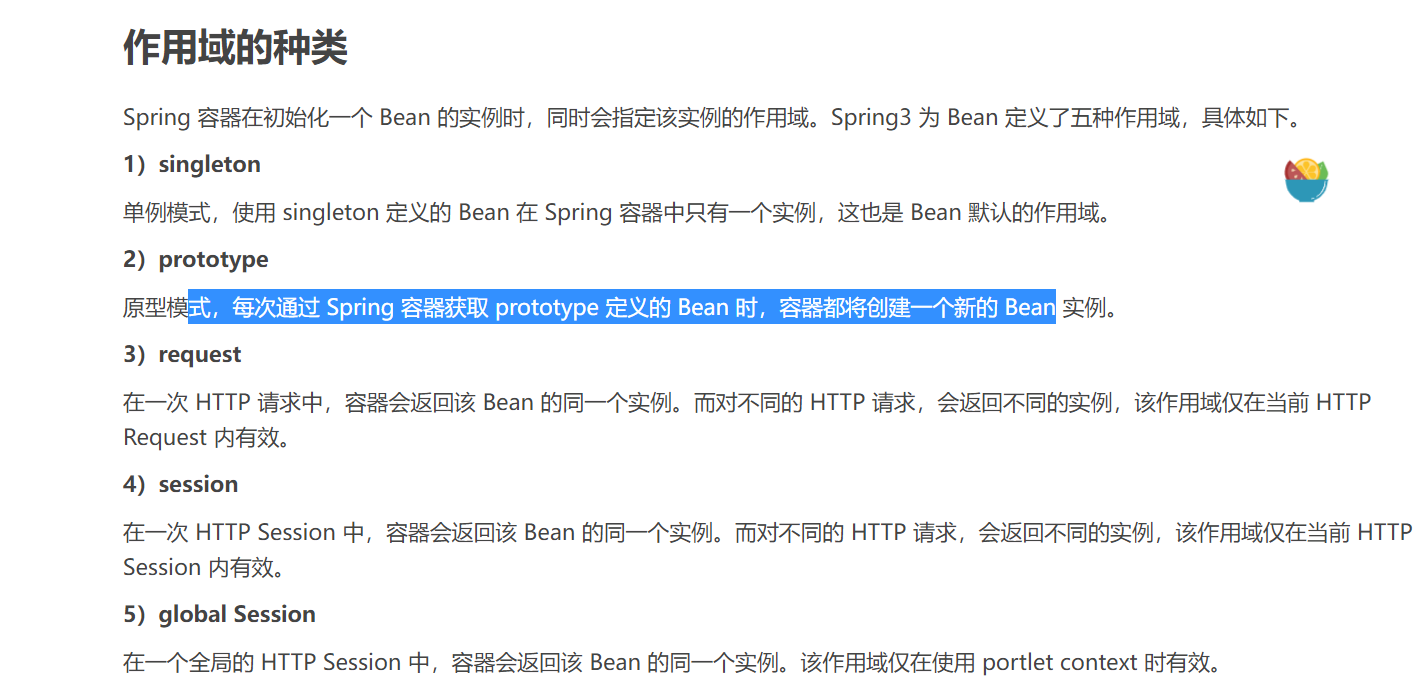 作用域的种类
Spring 容器在初始化一个 Bean 的实例时，同时会指定该实例的作用域。Spring3 为 Bean 定义了五种作用域，具体如下。
1）singleton
单例模式，使用 singleton 定义的 Bean 在 Spring 容器中只有一个实例，这也是 Bean 默认的作用域。
2）prototype
原型模式，每次通过 Spring 容器获取 prototype 定义的 Bean 时，容器都将创建一个新的 Bean 实例。
3）request
在一次 HTTP 请求中，容器会返回该 Bean 的同一个实例。而对不同的 HTTP 请求，会返回不同的实例，该作用域仅在当前 HTTP
Request 内有效。
4）session
在一次 HTTP Session 中，容器会返回该 Bean 的同一个实例。而对不同的 HTTP 请求，会返回不同的实例，该作用域仅在当前 HTTP
Session 内有效。
5）global Session
在一个全局的 HTTP Session 中，容器会返回该 Bean 的同一个实例。该作用域仅在使用 portlet context 时有效。